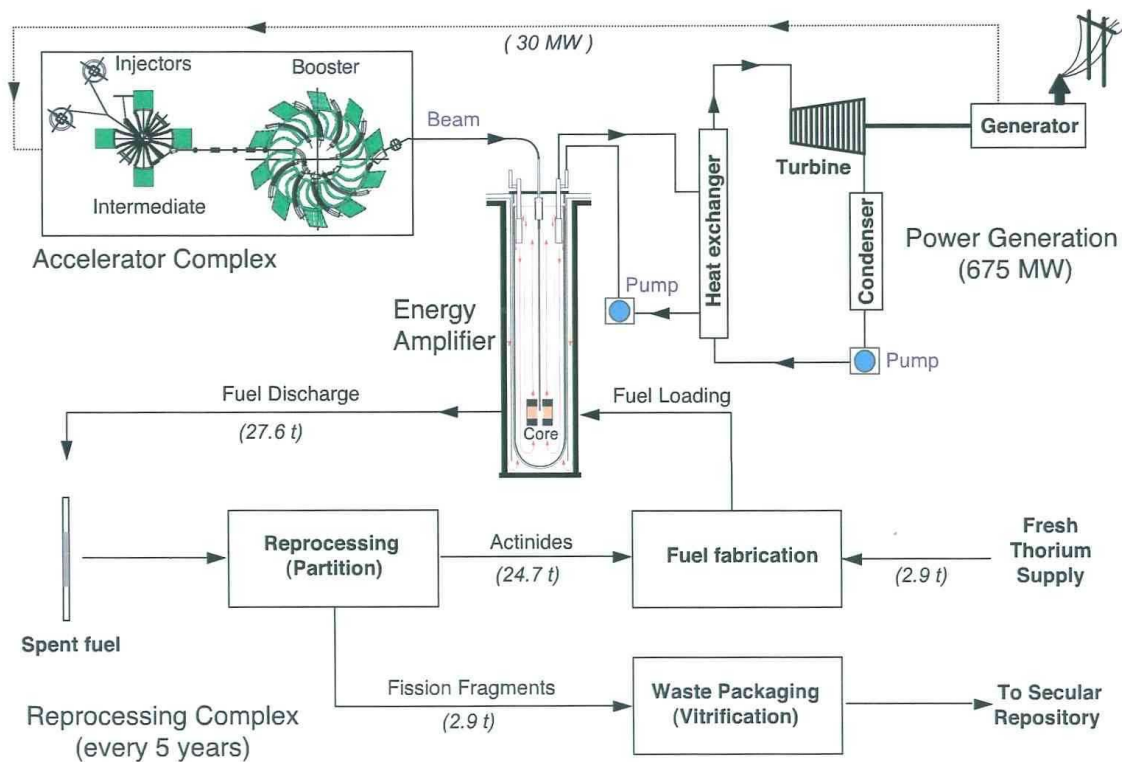 ( 30 MW )
Injectors
Booster
Intermediate
Accelerator Complex
Beam
Heat exchanger
Turbine
Generator
Condenser
Power Generation
(675 MW)
Pump
Pump
Energy
Amplifier
Core
Fuel Discharge
(27.6 t)
Fuel Loading
Spent fuel
Reprocessing
(Partition)
Actinides
(24.7 t)
Fuel fabrication
(2.9 t)
Fresh
Thorium
Supply
Reprocessing Complex
(every 5 years)
Fission Fragments
(2.9 t)
Waste Packaging
(Vitrification)
To Secular
Repository